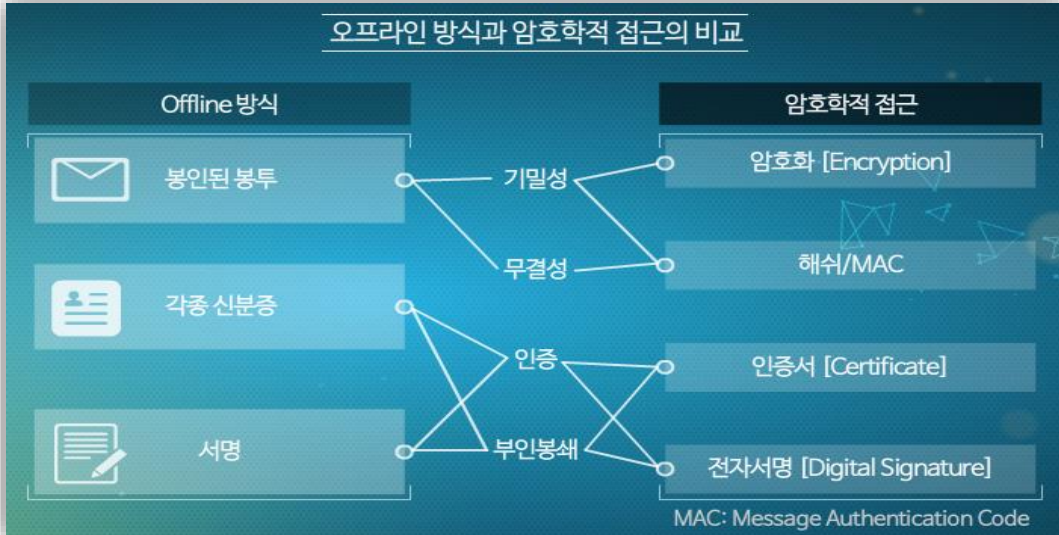 오프라인 방식과 암호학적 접근의 비교
Offline 방식
암호학적 접근
봉인된 봉투
기밀성
암호화 [Encryption]
무결성
해쉬/MAC
각종 신분증
인증
인증서 [Certificate]
서명
부인봉쇄
전자서명 [Digital Signature]
MAC: Message Authentication Code